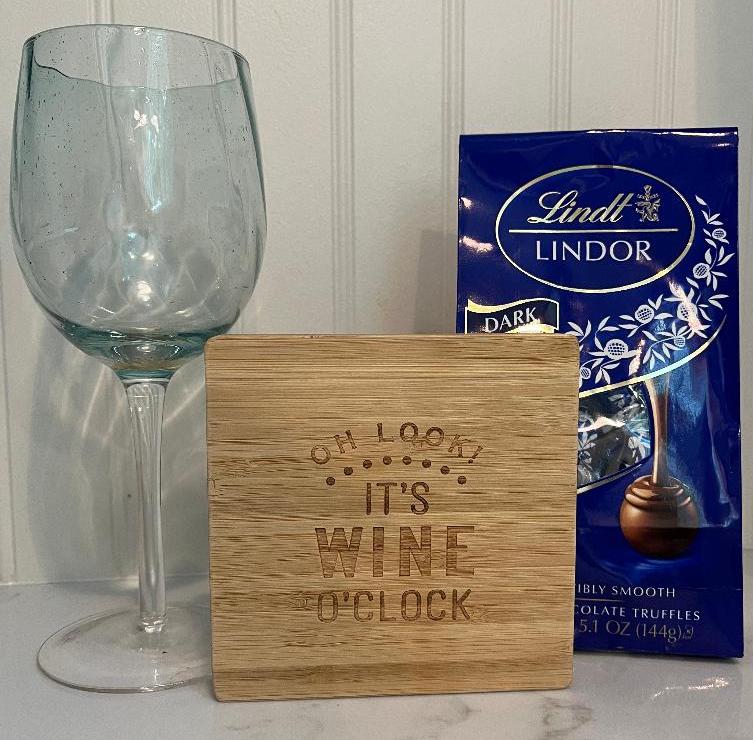 OH LOOK!
IT'S
WINE
O'CLOCK
Lindt
LINDOR
DARK
IBLY SMOOTH
COLATE TRUFFLES
5.1 OZ (144g)